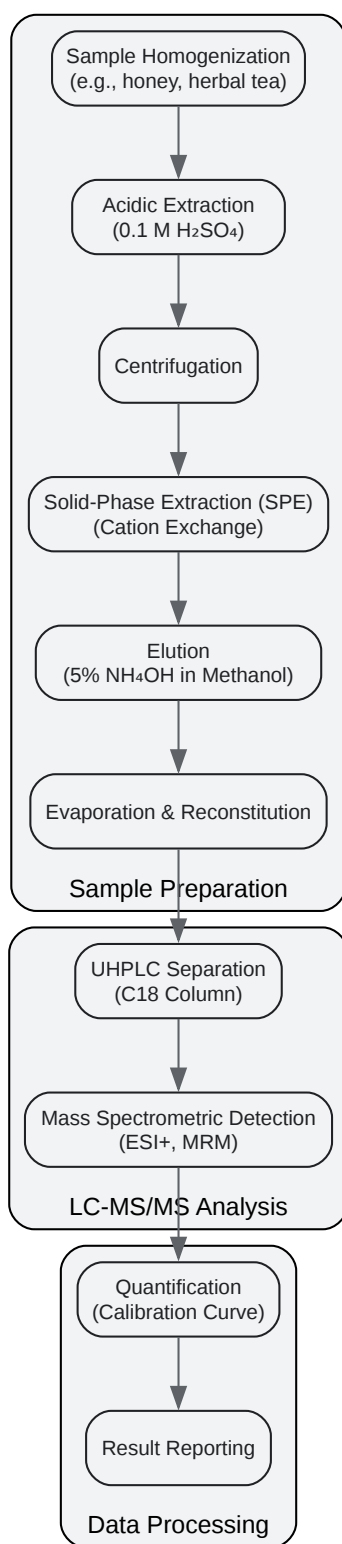 Sample Homogenization
(e.g., honey, herbal tea)
Acidic Extraction
(0.1 M H₂SO₄)
Centrifugation
Solid-Phase Extraction (SPE)
(Cation Exchange)
Elution
(5% NH₄OH in Methanol)
Evaporation & Reconstitution
Sample Preparation
UHPLC Separation
(C18 Column)
Mass Spectrometric Detection
(ESI+, MRM)
LC-MS/MS Analysis
Quantification
(Calibration Curve)
Result Reporting
Data Processing